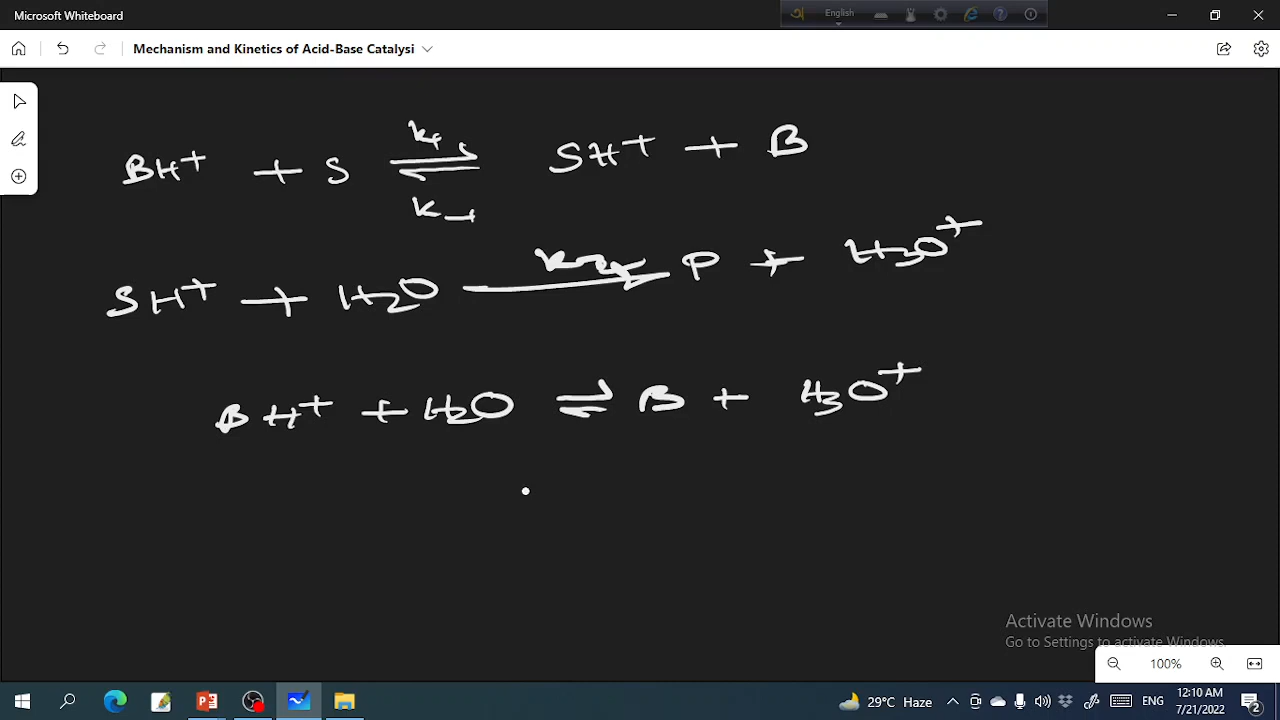 Microsoft Whiteboard
English
Mechanism and Kinetics of Acid-Base Catalysi
k₁
BH⁺ + S ⇌ SH⁺ + B
k₋₁
k₂
SH⁺ + H₂O → P + H₃O⁺
BH⁺ + H₂O ⇌ B + H₃O⁺
Activate Windows
Go to Settings to activate Windows.
100%
29°C Haze
ENG
12:10 AM
7/21/2022
2